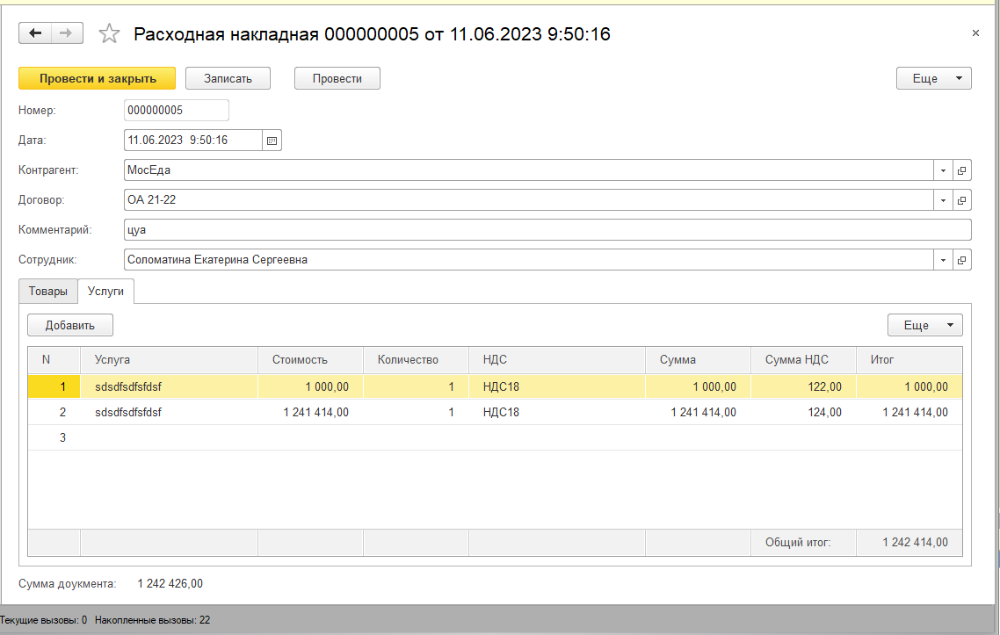 Расходная накладная 000000005 от 11.06.2023 9:50:16
Провести и закрыть Записать Провести Еще
Номер: 000000005
Дата: 11.06.2023 9:50:16
Контрагент: МосЕда
Договор: ОА 21-22
Комментарий: цуа
Сотрудник: Соломатина Екатерина Сергеевна
Товары Услуги
Добавить Еще
N Услуга Стоимость Количество НДС Сумма Сумма НДС Итог
1 sdsdfsdfsfdsf 1 000,00 1 НДС18 1 000,00 122,00 1 000,00
2 sdsdfsdfsfdsf 1 241 414,00 1 НДС18 1 241 414,00 124,00 1 241 414,00
3
Общий итог: 1 242 414,00
Сумма доукмента: 1 242 426,00
Текущие вызовы: 0 Накопленные вызовы: 22